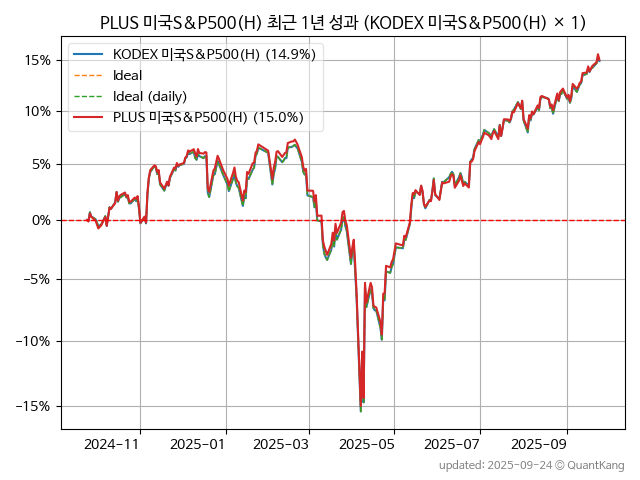 PLUS 미국S&P500(H) 최근 1년 성과 (KODEX 미국S&P500(H) × 1)
KODEX 미국S&P500(H) (14.9%)
Ideal
Ideal (daily)
PLUS 미국S&P500(H) (15.0%)
15%
10%
5%
0%
−5%
−10%
−15%
2024-11 2025-01 2025-03 2025-05 2025-07 2025-09
updated: 2025-09-24 © QuantKang